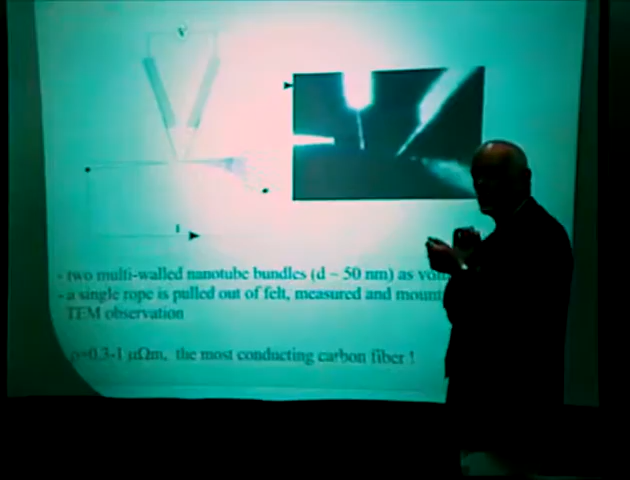 V
I
- two multi-walled nanotube bundles (d ~ 50 nm) as
- a single rope is pulled out of felt, measured and mount
TEM observation
ρ=0.3-1 μΩm, the most conducting carbon fiber !